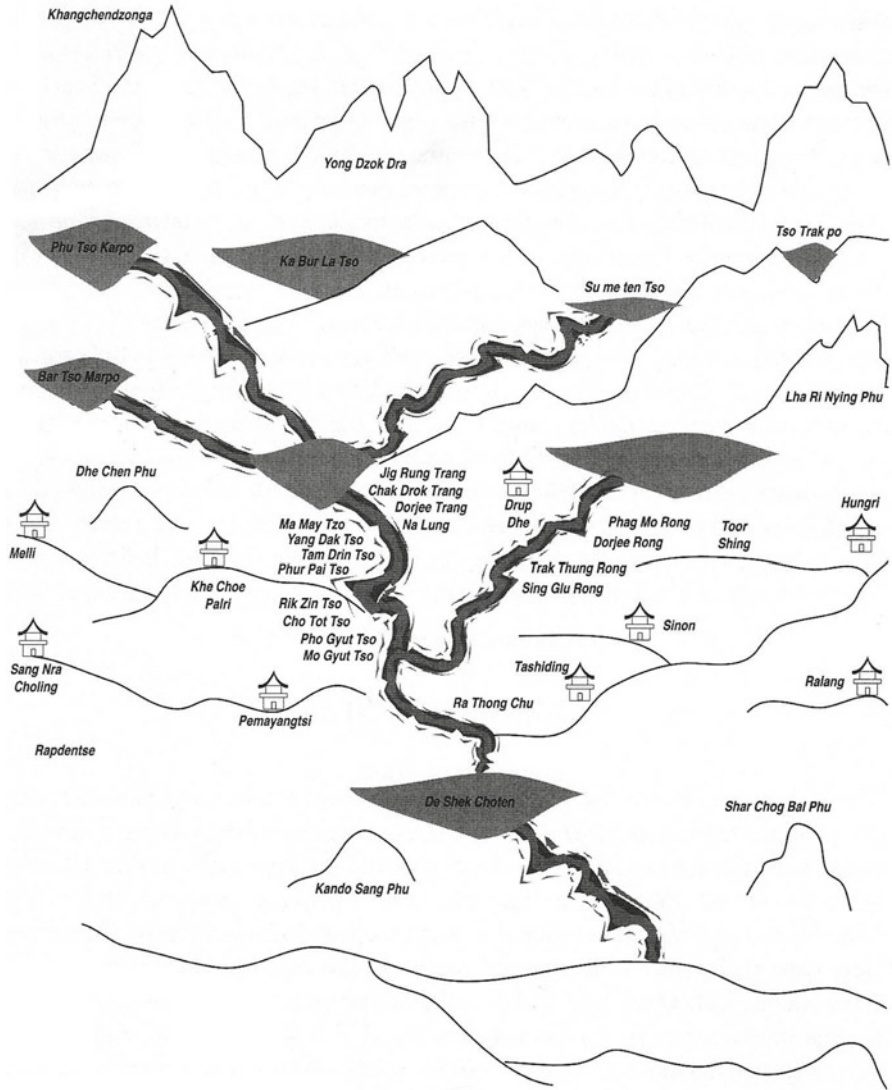 Khangchendzonga
Yong Dzok Dra
Tso Trak po
Phu Tso Karpo
Ka Bur La Tso
Su me ten Tso
Bar Tso Marpo
Lha Ri Nying Phu
Dhe Chen Phu
Jig Rung Trang
Chak Drok Trang
Dorjee Trang
Na Lung
Drup
Dhe
Phag Mo Rong
Dorjee Rong
Toor
Shing
Hungri
Melli
Ma May Tzo
Yang Dak Tso
Tam Drin Tso
Phur Pai Tso
Trak Thung Rong
Sing Glu Rong
Khe Choe
Palri
Rik Zin Tso
Cho Tot Tso
Pho Gyut Tso
Mo Gyut Tso
Sinon
Sang Nra
Choling
Tashiding
Ralang
Pemayangtsi
Ra Thong Chu
Rapdentse
De Shek Choten
Shar Chog Bal Phu
Kando Sang Phu